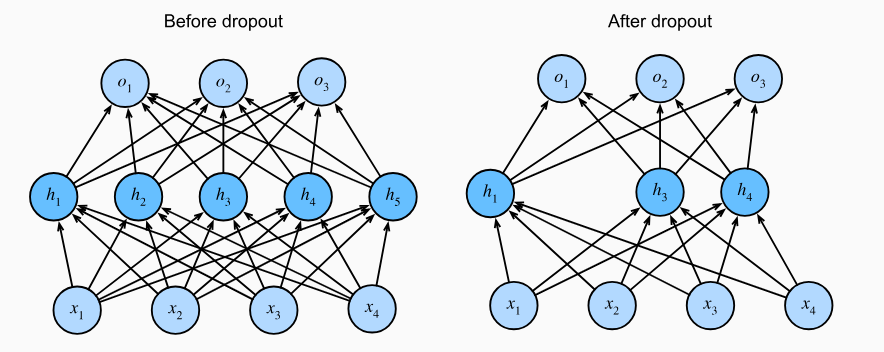 Before dropout
o1 o2 o3
h1 h2 h3 h4 h5
x1 x2 x3 x4
After dropout
o1 o2 o3
h1 h3 h4
x1 x2 x3 x4